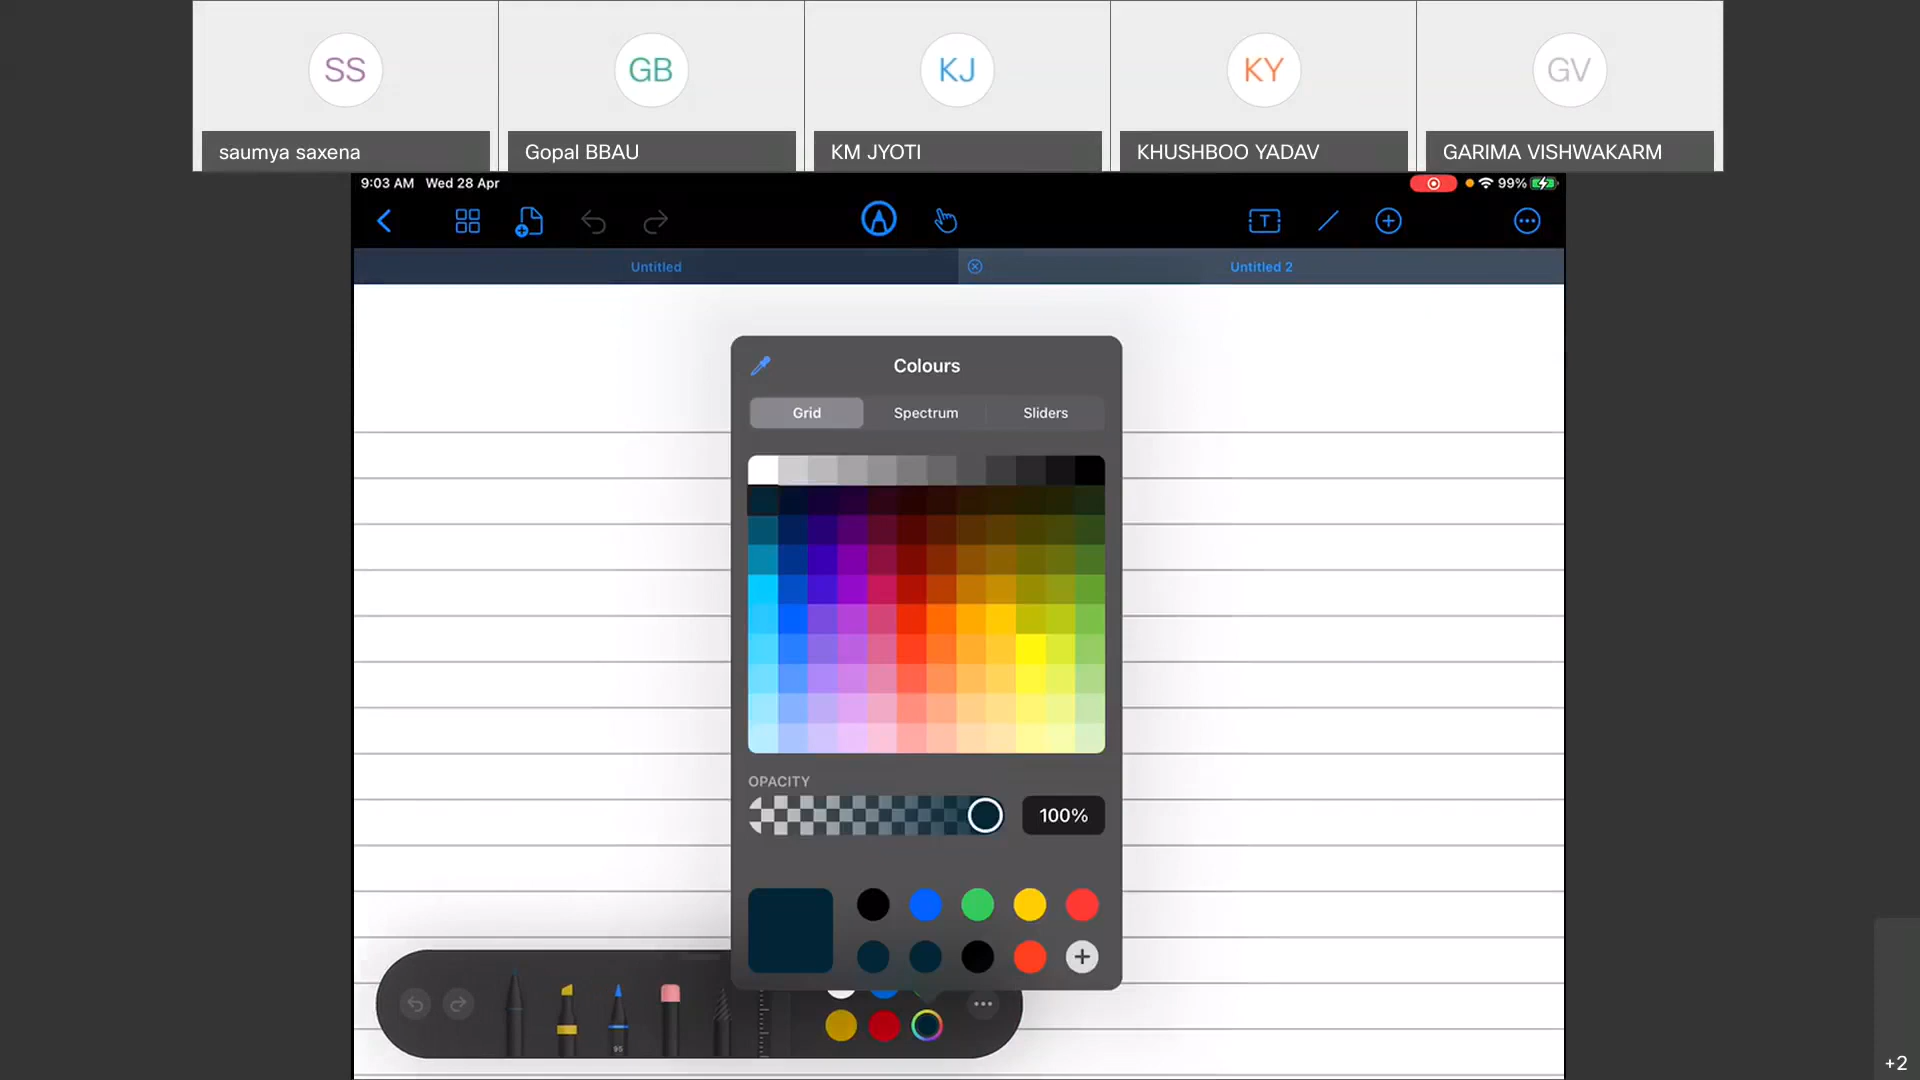 SS GB KJ KY GV
saumya saxena Gopal BBAU KM JYOTI KHUSHBOO YADAV GARIMA VISHWAKARM
9:03 AM Wed 28 Apr 99%
T
Untitled Untitled 2
Colours
Grid Spectrum Sliders
OPACITY
100%
95
+2